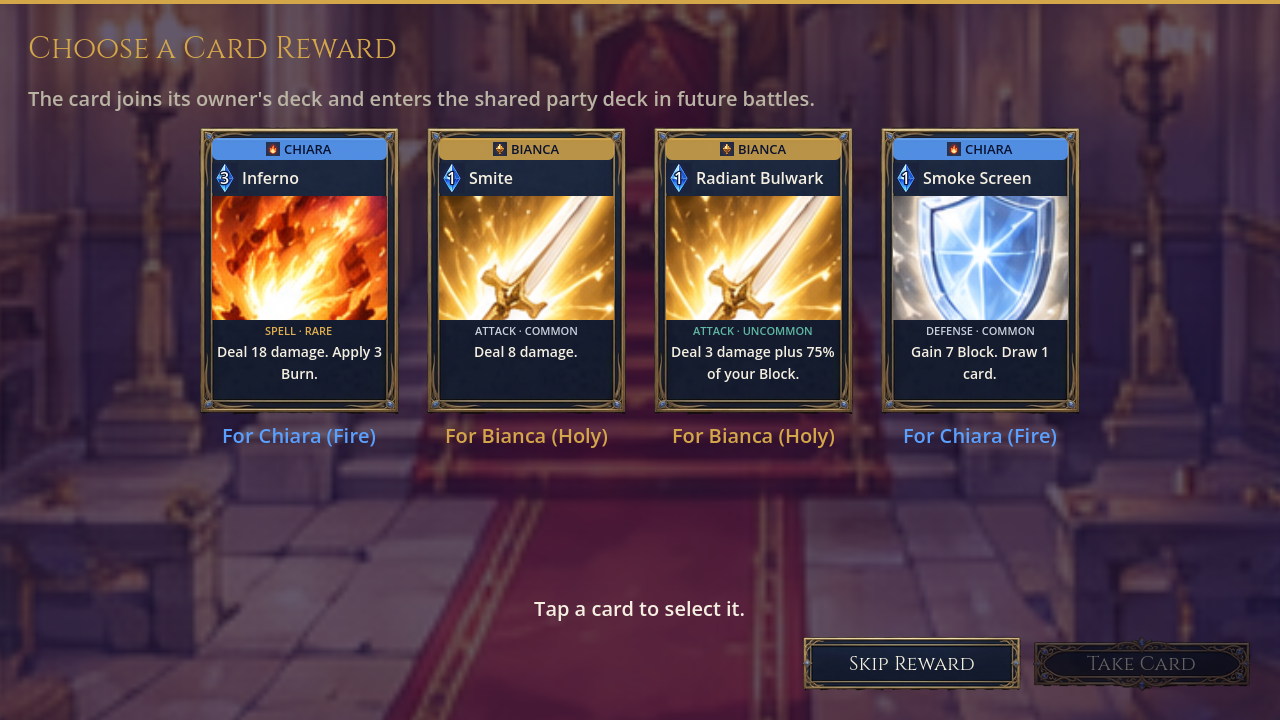 Choose a Card Reward
The card joins its owner's deck and enters the shared party deck in future battles.
CHIARA
3 Inferno
SPELL · RARE
Deal 18 damage. Apply 3
Burn.
For Chiara (Fire)
BIANCA
1 Smite
ATTACK · COMMON
Deal 8 damage.
For Bianca (Holy)
BIANCA
1 Radiant Bulwark
ATTACK · UNCOMMON
Deal 3 damage plus 75%
of your Block.
For Bianca (Holy)
CHIARA
1 Smoke Screen
DEFENSE · COMMON
Gain 7 Block. Draw 1
card.
For Chiara (Fire)
Tap a card to select it.
Skip Reward
Take Card